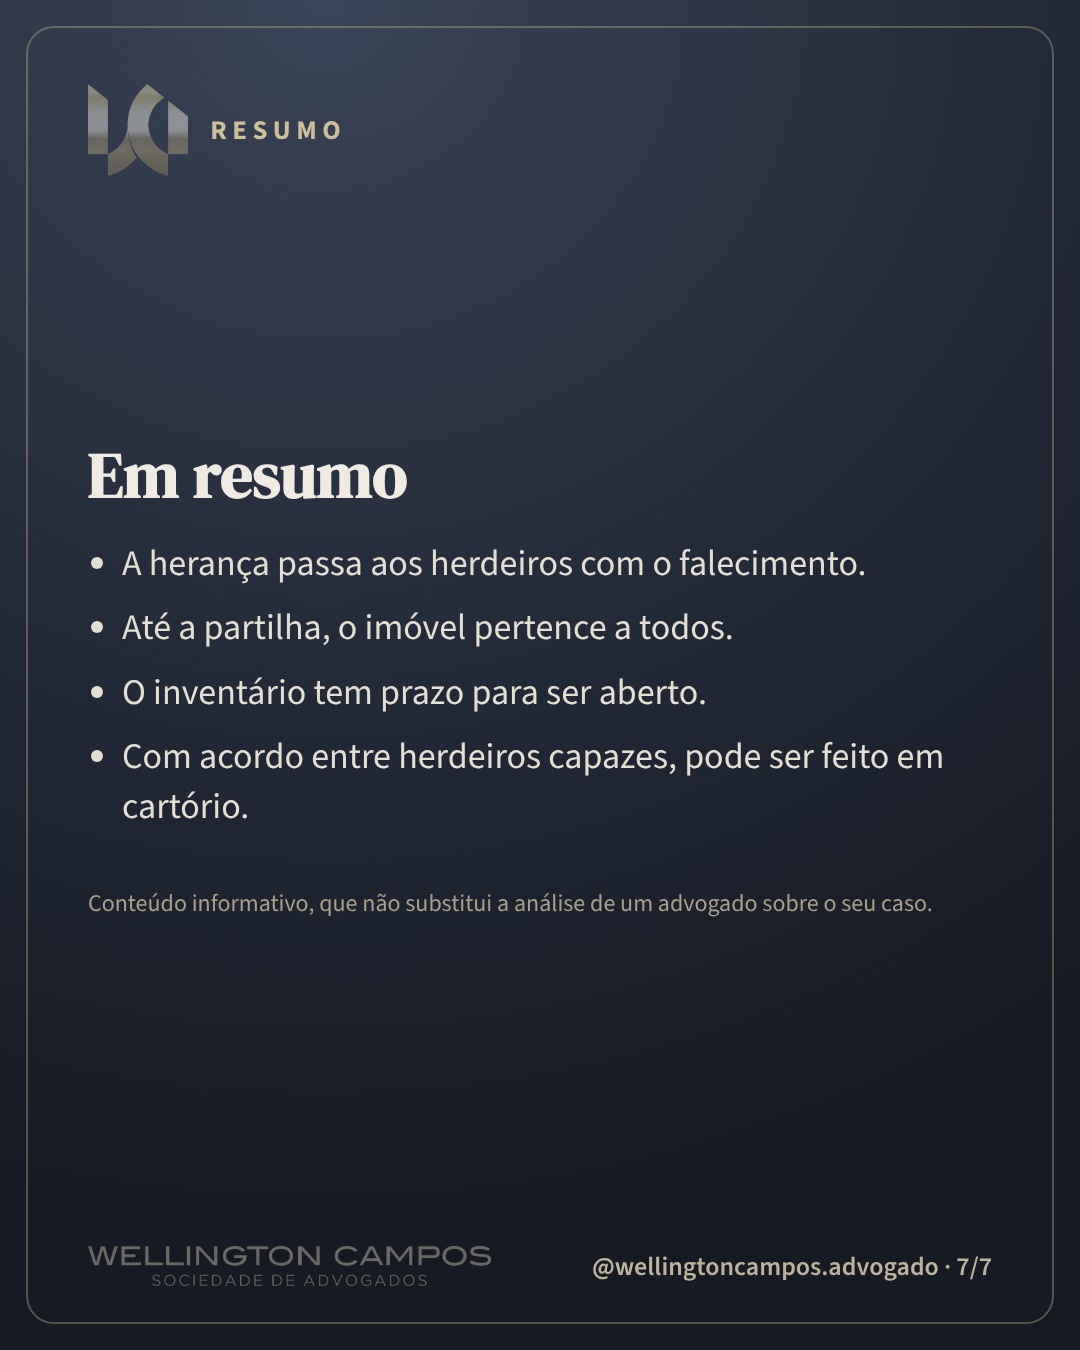 RESUMO
Em resumo
• A herança passa aos herdeiros com o falecimento.
• Até a partilha, o imóvel pertence a todos.
• O inventário tem prazo para ser aberto.
• Com acordo entre herdeiros capazes, pode ser feito em
cartório.
Conteúdo informativo, que não substitui a análise de um advogado sobre o seu caso.
WELLINGTON CAMPOS
SOCIEDADE DE ADVOGADOS
@wellingtoncampos.advogado · 7/7